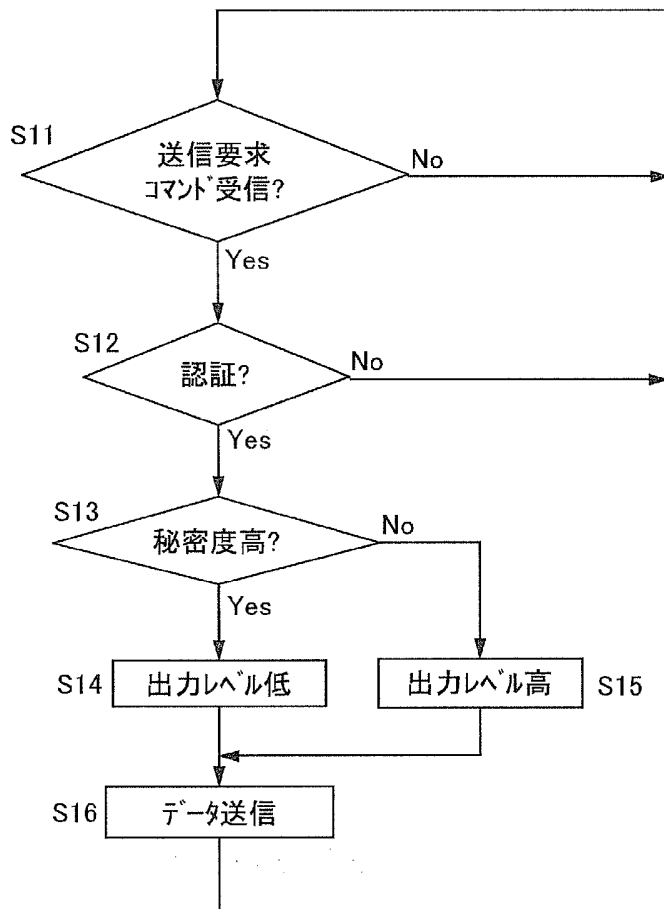 S11
送信要求
コマンド受信?
No
Yes
S12
認証?
No
Yes
S13
秘密度高?
No
Yes
S14
出力レベル低
出力レベル高
S15
S16
データ送信